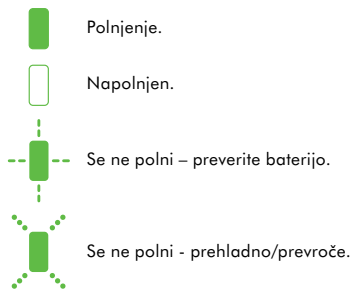 Polnjenje.
Napolnjen.
Se ne polni – preverite baterijo.
Se ne polni - prehladno/prevroče.